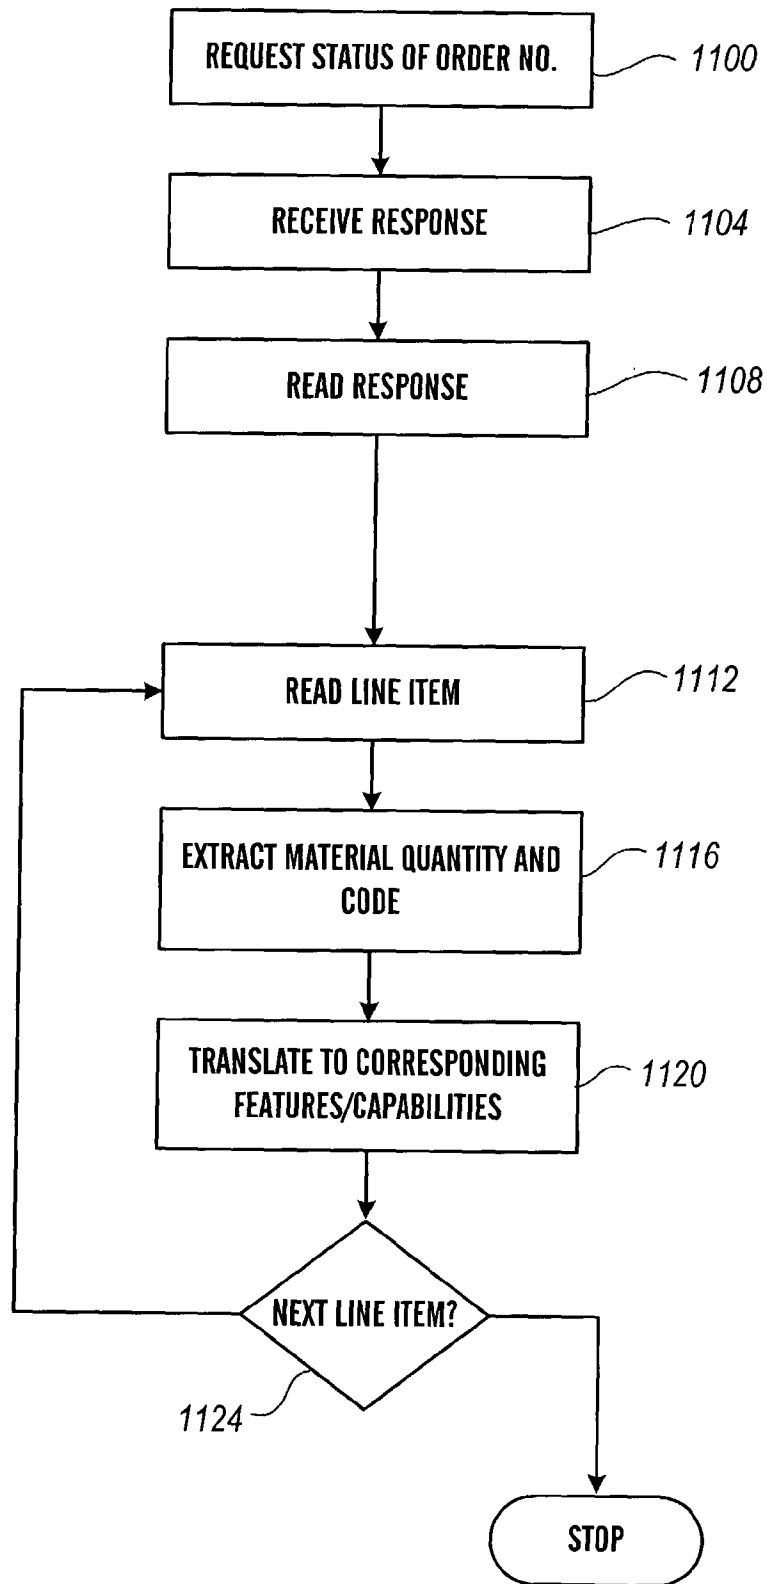 REQUEST STATUS OF ORDER NO.
1100
RECEIVE RESPONSE
1104
READ RESPONSE
1108
READ LINE ITEM
1112
EXTRACT MATERIAL QUANTITY AND
CODE
1116
TRANSLATE TO CORRESPONDING
FEATURES/CAPABILITIES
1120
NEXT LINE ITEM?
1124
STOP